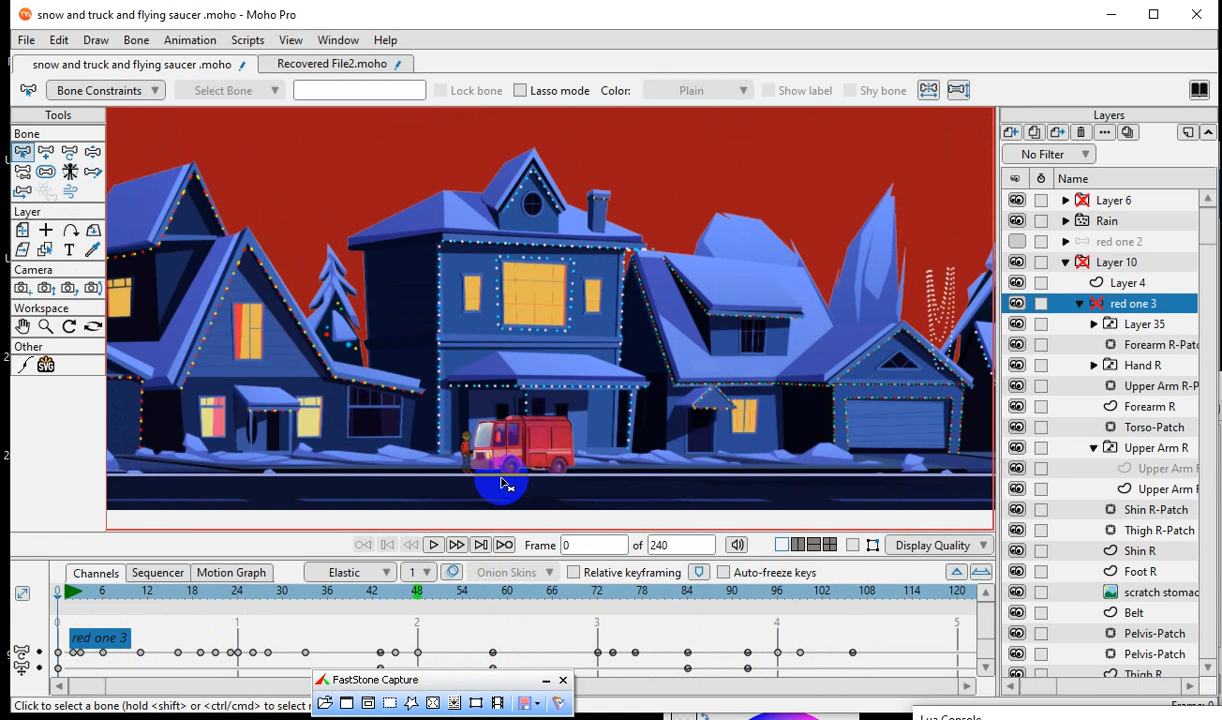 snow and truck and flying saucer .moho - Moho Pro
File Edit Draw Bone Animation Scripts View Window Help
snow and truck and flying saucer .moho Recovered File2.moho
Bone Constraints Select Bone Lock bone Lasso mode Color: Plain Show label Shy bone
Tools
Bone
Layer
Camera
Workspace
Other
Layers
No Filter
Name
Layer 6
Rain
red one 2
Layer 10
Layer 4
red one 3
Layer 35
Forearm R-Patc
Hand R
Upper Arm R-P
Forearm R
Torso-Patch
Upper Arm R
Upper Arm F
Upper Arm F
Shin R-Patch
Thigh R-Patch
Shin R
Foot R
scratch stomac
Belt
Pelvis-Patch
Pelvis-Patch
Thigh R
Frame 0 of 240 Display Quality
Channels Sequencer Motion Graph Elastic 1 Onion Skins Relative keyframing Auto-freeze keys
0 6 12 18 24 30 36 42 48 54 60 66 72 78 84 90 96 102 108 114 120
0 1 2 3 4 5
red one 3
FastStone Capture
Click to select a bone (hold <shift> or <ctrl/cmd> to select
Frame: 0
Lua Console